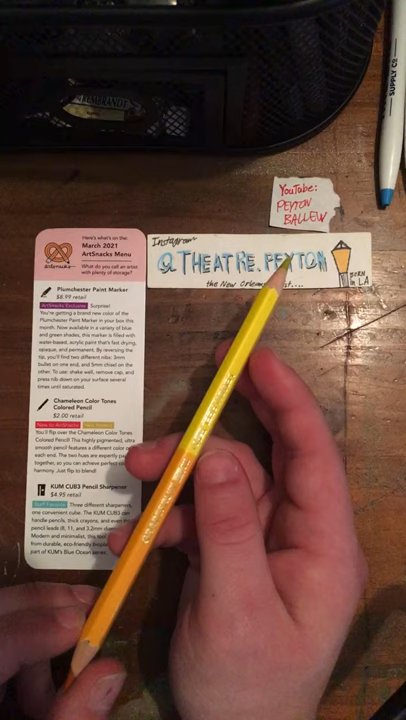 REMBRANDT
SUPPLY CO
YouTube:
PEYTON
BALLEW
Instagram
@THEATRE.PEYTON
the New Orleans
BORN
in LA
artsnacks
Here's what's on the:
March 2021
ArtSnacks Menu
What do you call an artist
with plenty of storage?
Plumchester Paint Marker
$8.99 retail
ArtSnacks Exclusive Surprise!
You're getting a brand new color of the
Plumchester Paint Marker in your box this
month. Now available in a variety of blue
and green shades, this marker is filled with
water-based, acrylic paint that's fast drying,
opaque, and permanent. By reversing the
tip, you'll find two different nibs: 3mm
bullet on one end, and 5mm chisel on the
other. To use: shake well, remove cap, and
press nib down on your surface several
times until saturated.
Chameleon Color Tones
Colored Pencil
$2.00 retail
New to ArtSnacks
You'll flip over the Chameleon Color Tones
Colored Pencil! This highly pigmented, ultra
smooth pencil features a different color on
each end. The two hues are expertly
together, so you can achieve perfect
harmony. Just flip to blend!
KUM CUB3 Pencil Sharpener
$4.95 retail
Staff Favorite Three different sharpeners,
one convenient cube. The KUM CUB3
handle pencils, thick crayons, and even
pencil leads (8, 11, and 3.2mm
Modern and minimalist, this tool
from durable, eco-friendly
part of KUM's Blue Ocean series.